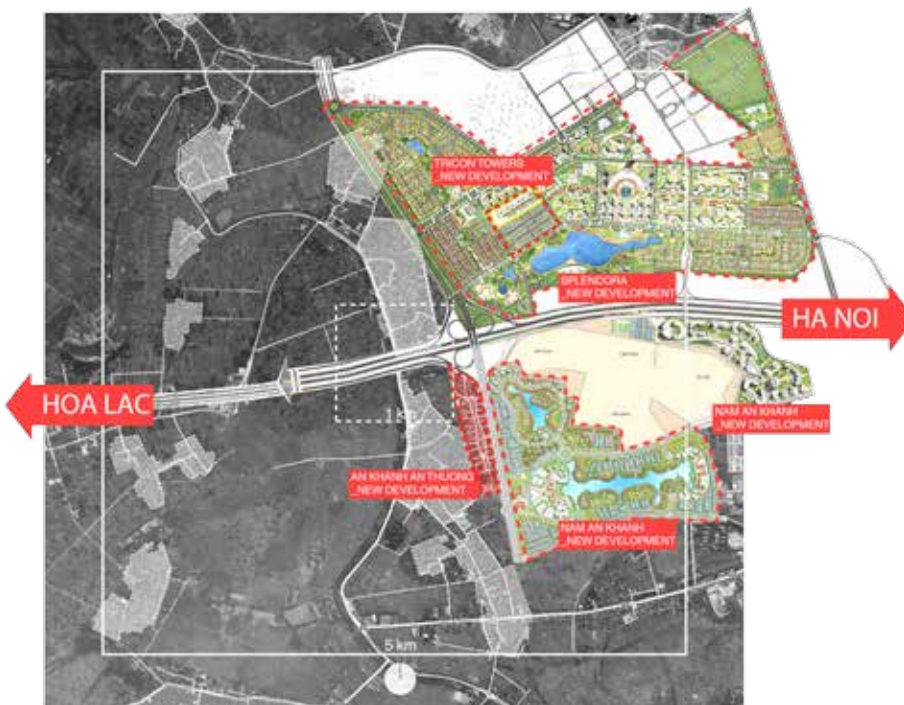 TRICON TOWERS
_NEW DEVELOPMENT
SPLENDORA
_NEW DEVELOPMENT
HA NOI
HOA LAC
1 km
NAM AN KHANH
_NEW DEVELOPMENT
AN KHANH AN THUONG
_NEW DEVELOPMENT
NAM AN KHANH
_NEW DEVELOPMENT
5 km